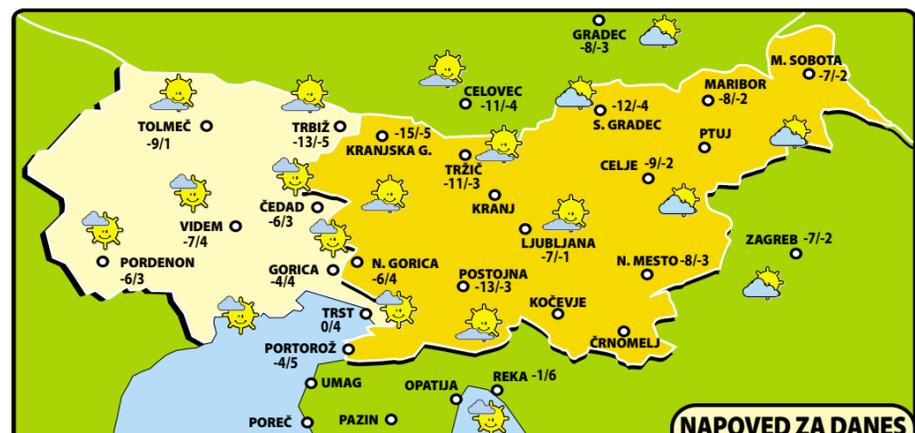 GRADEC
-8/-3
M. SOBOTA
-7/-2
CELOVEC
-11/-4
MARIBOR
-8/-2
-12/-4
S. GRADEC
TOLMEČ
-9/1
TRBIŽ
-13/-5
-15/-5
KRANJSKA G.
PTUJ
TRŽIČ
-11/-3
CELJE -9/-2
ČEDAD
-6/3
KRANJ
VIDEM
-7/4
LJUBLJANA
-7/-1
ZAGREB -7/-2
PORDENON
-6/3
GORICA
-4/4
N. GORICA
-6/4
POSTOJNA
-13/-3
N. MESTO -8/-3
KOČEVJE
TRST
0/4
ČRNOMELJ
PORTOROŽ
-4/5
UMAG
OPATIJA
REKA -1/6
POREČ
PAZIN
NAPOVED ZA DANES